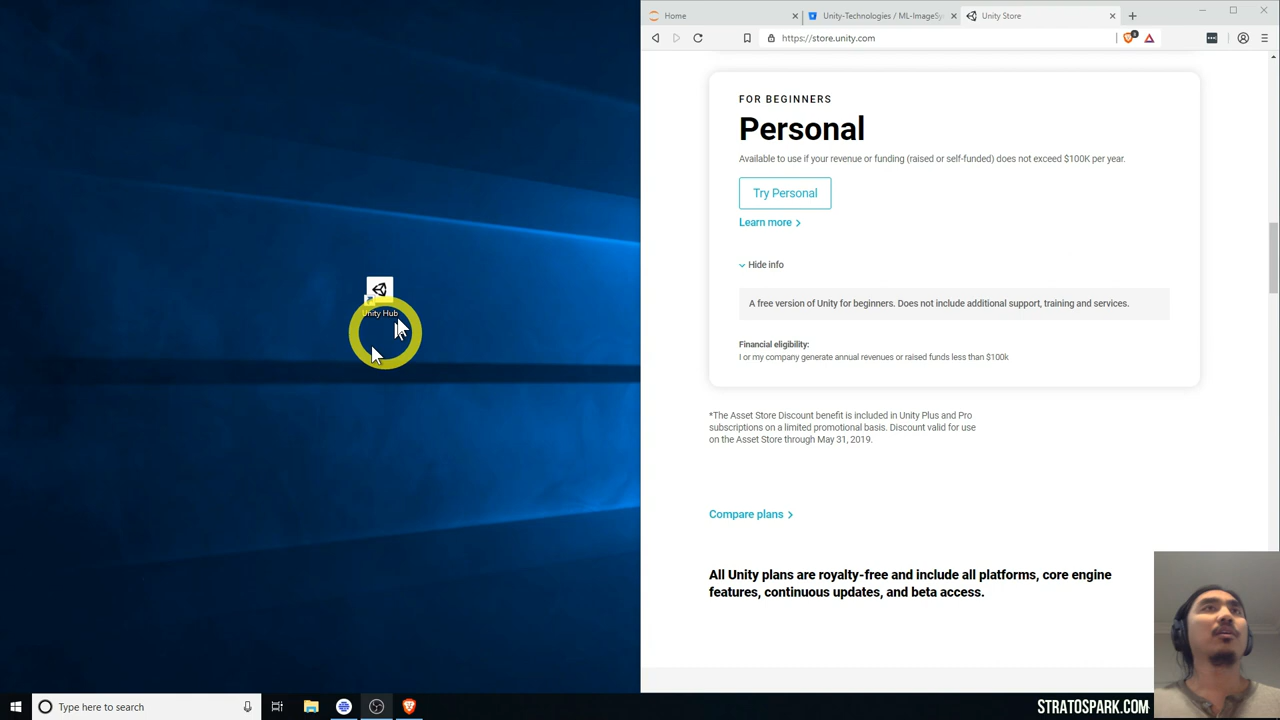 Home
Unity-Technologies / ML-ImageSy
Unity Store
https://store.unity.com
FOR BEGINNERS
Personal
Available to use if your revenue or funding (raised or self-funded) does not exceed $100K per year.
Try Personal
Learn more
Hide info
A free version of Unity for beginners. Does not include additional support, training and services.
Financial eligibility:
I or my company generate annual revenues or raised funds less than $100k
*The Asset Store Discount benefit is included in Unity Plus and Pro
subscriptions on a limited promotional basis. Discount valid for use
on the Asset Store through May 31, 2019.
Compare plans
All Unity plans are royalty-free and include all platforms, core engine
features, continuous updates, and beta access.
Unity Hub
Type here to search
STRATOSPARK.COM